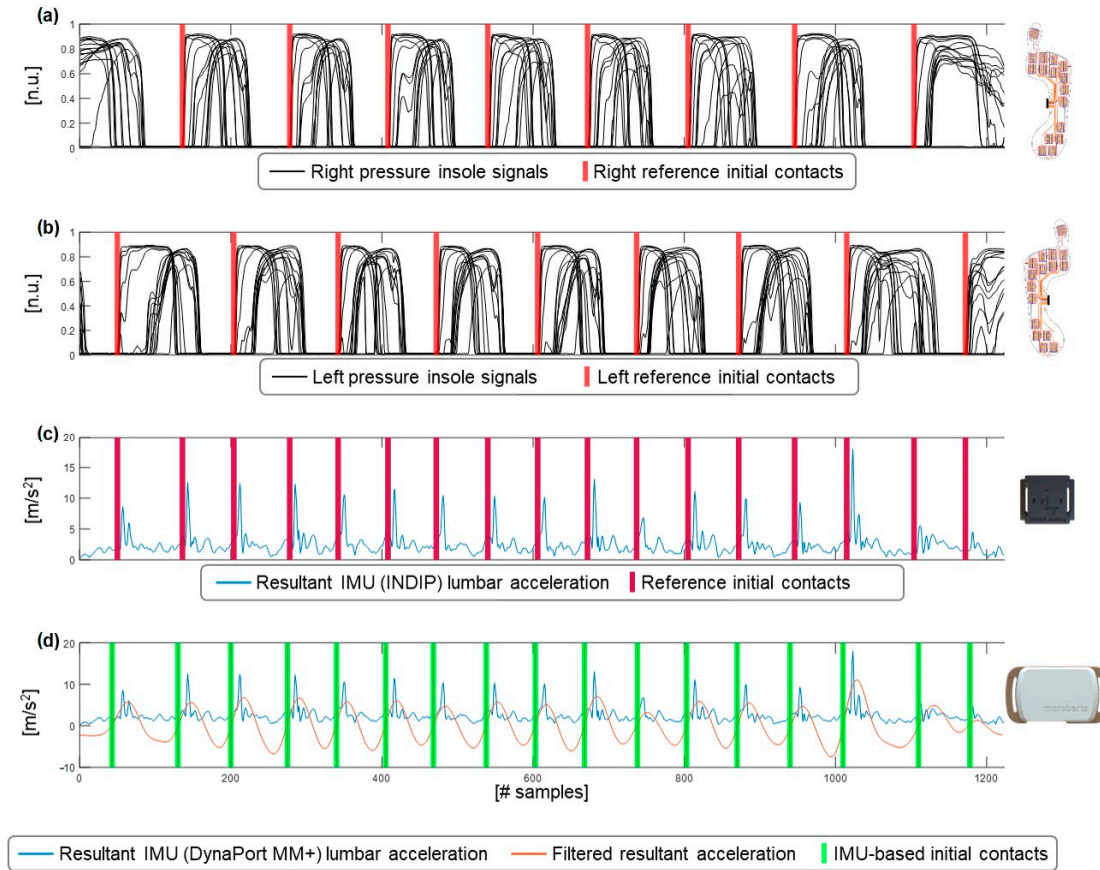 (a)
[n.u.]
1
0.8
0.6
0.4
0.2
0
Right pressure insole signals
Right reference initial contacts
(b)
[n.u.]
1
0.8
0.6
0.4
0.2
0
Left pressure insole signals
Left reference initial contacts
(c)
[m/s²]
20
15
10
5
0
Resultant IMU (INDIP) lumbar acceleration
Reference initial contacts
(d)
[m/s²]
20
10
0
-10
0 200 400 600 800 1000 1200
[# samples]
mcroberts
Resultant IMU (DynaPort MM+) lumbar acceleration
Filtered resultant acceleration
IMU-based initial contacts